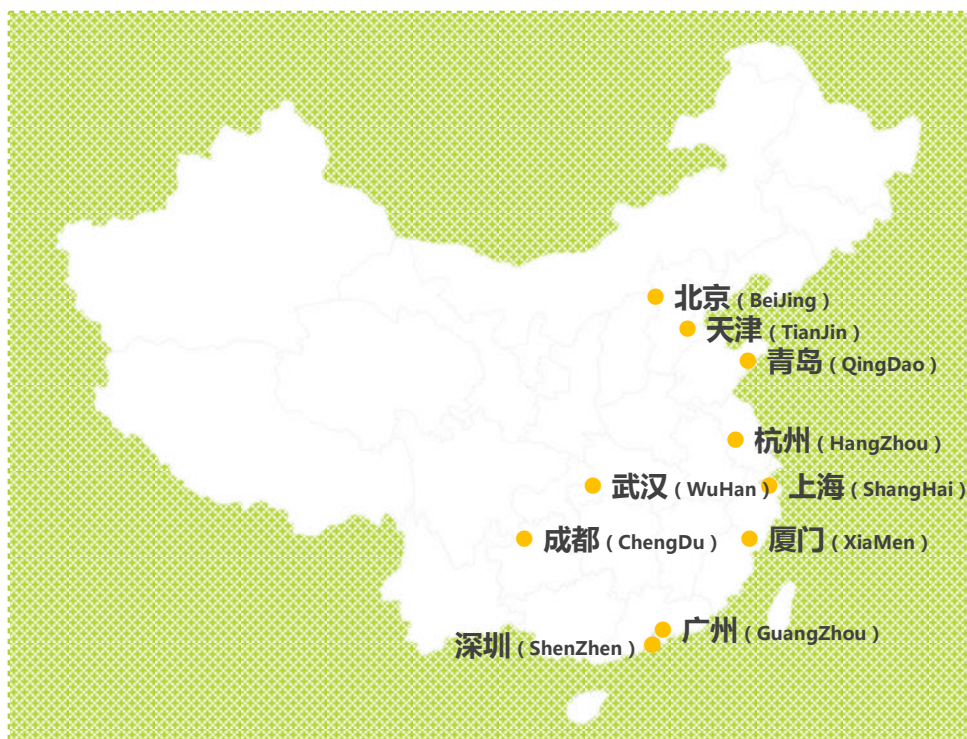 北京（BeiJing）
天津（TianJin）
青岛（QingDao）
杭州（HangZhou）
武汉（WuHan）
上海（ShangHai）
成都（ChengDu）
厦门（XiaMen）
广州（GuangZhou）
深圳（ShenZhen）